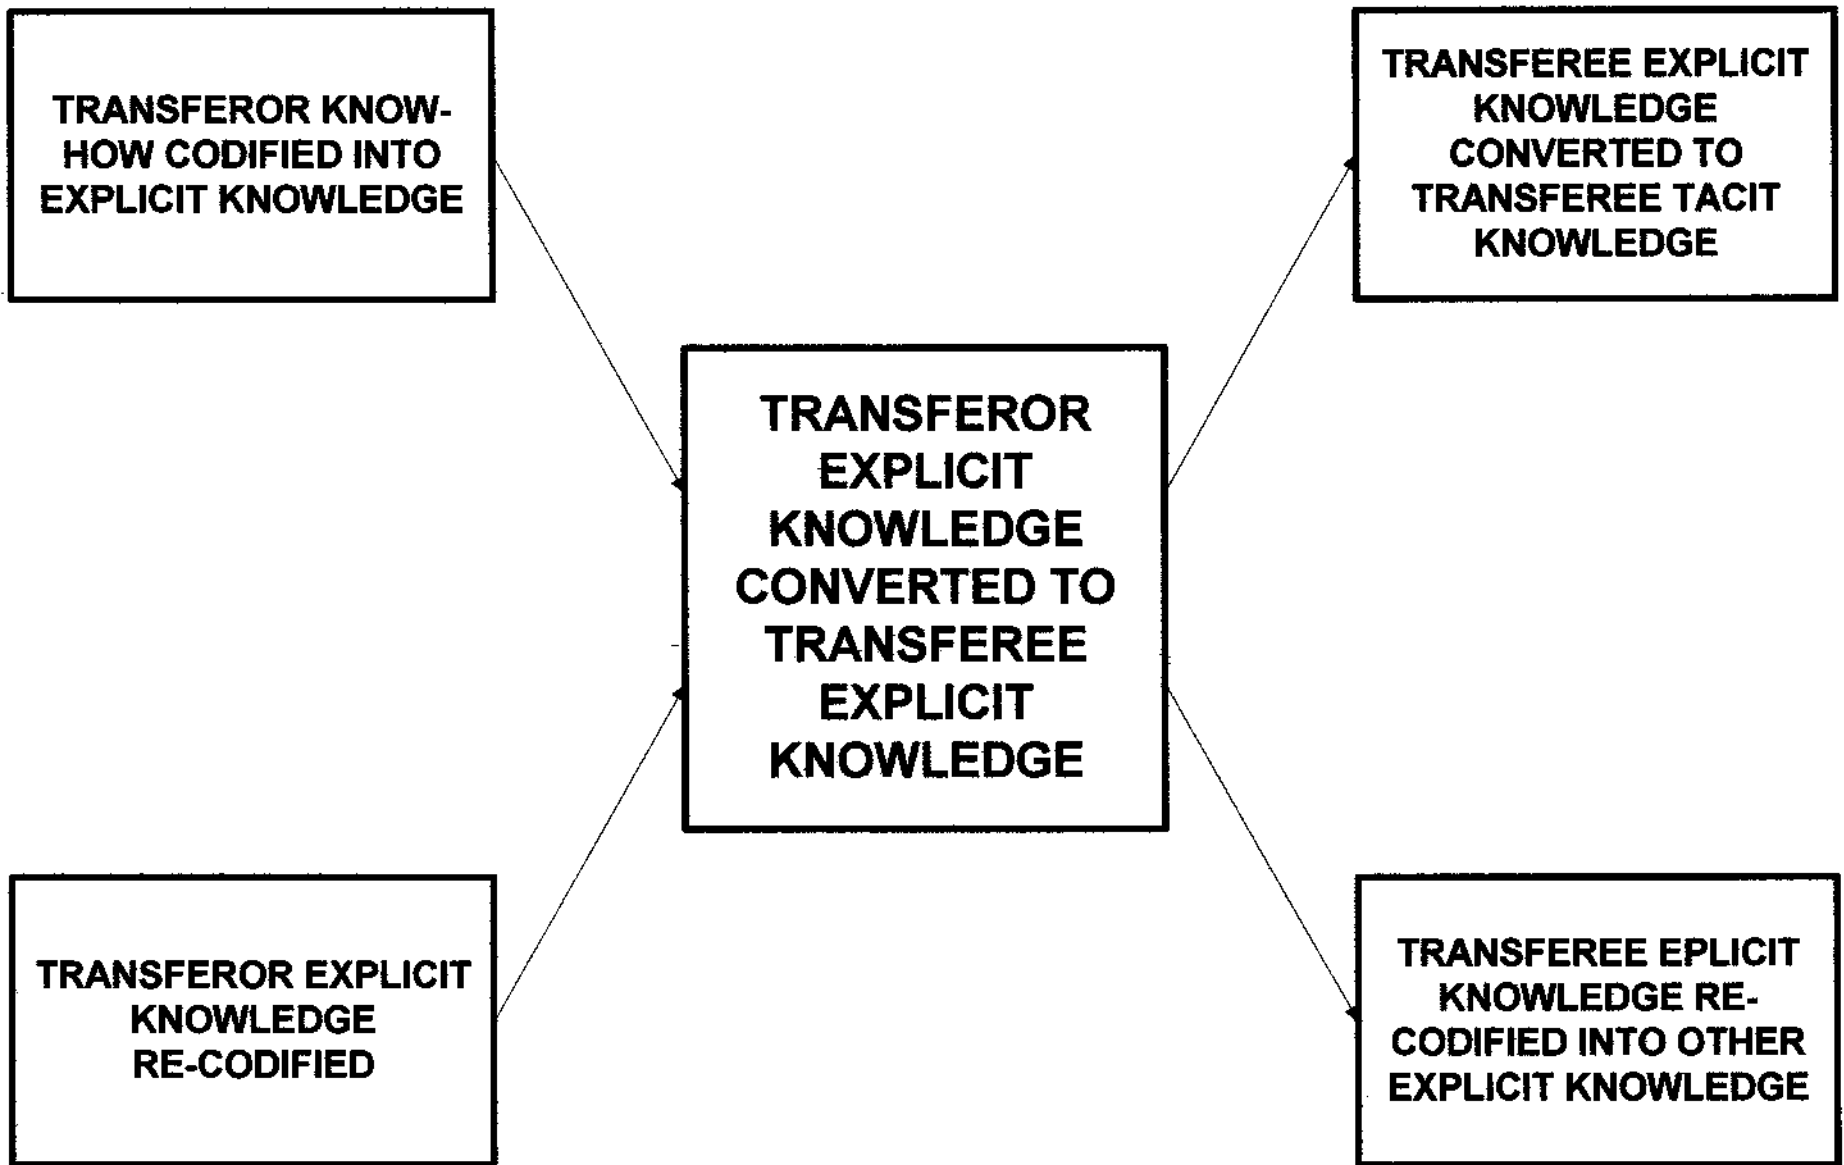 TRANSFEROR KNOW-
HOW CODIFIED INTO
EXPLICIT KNOWLEDGE
TRANSFEREE EXPLICIT
KNOWLEDGE
CONVERTED TO
TRANSFEREE TACIT
KNOWLEDGE
TRANSFEROR
EXPLICIT
KNOWLEDGE
CONVERTED TO
TRANSFEREE
EXPLICIT
KNOWLEDGE
TRANSFEROR EXPLICIT
KNOWLEDGE
RE-CODIFIED
TRANSFEREE EPLICIT
KNOWLEDGE RE-
CODIFIED INTO OTHER
EXPLICIT KNOWLEDGE